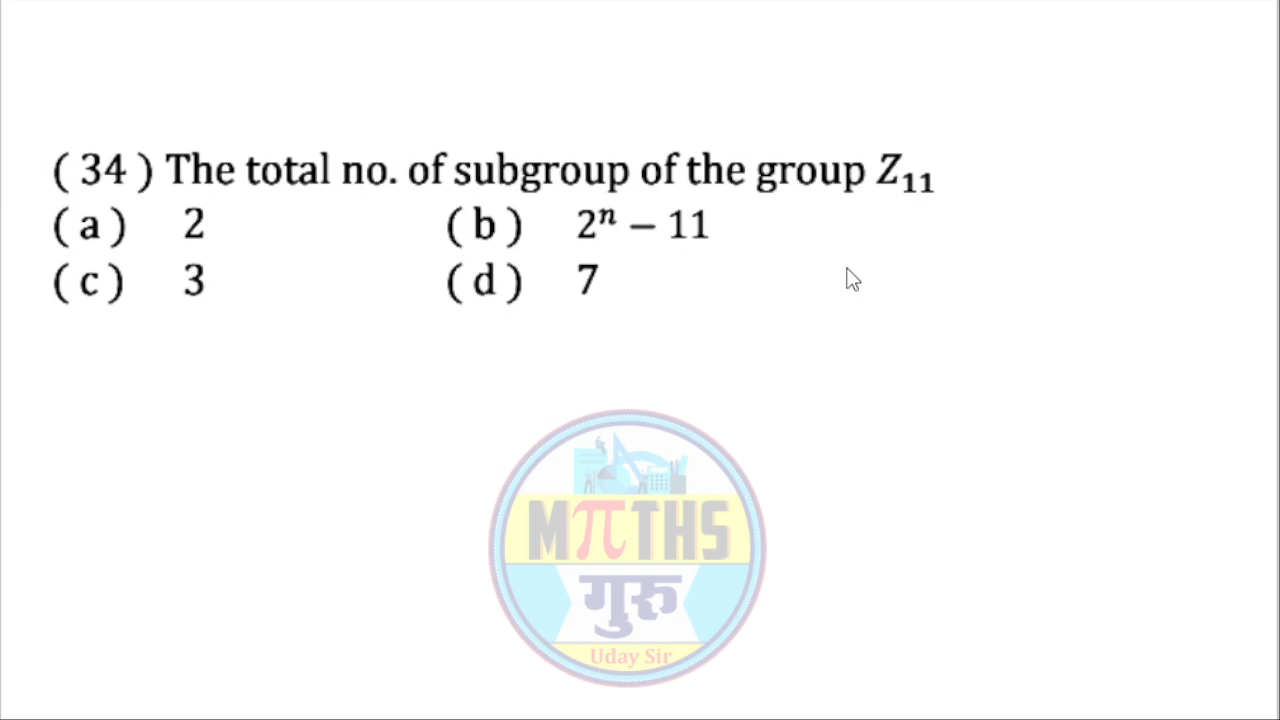 ( 34 ) The total no. of subgroup of the group Z₁₁
( a ) 2 ( b ) 2ⁿ − 11
( c ) 3 ( d ) 7
MπTHS
गुरु
Uday Sir